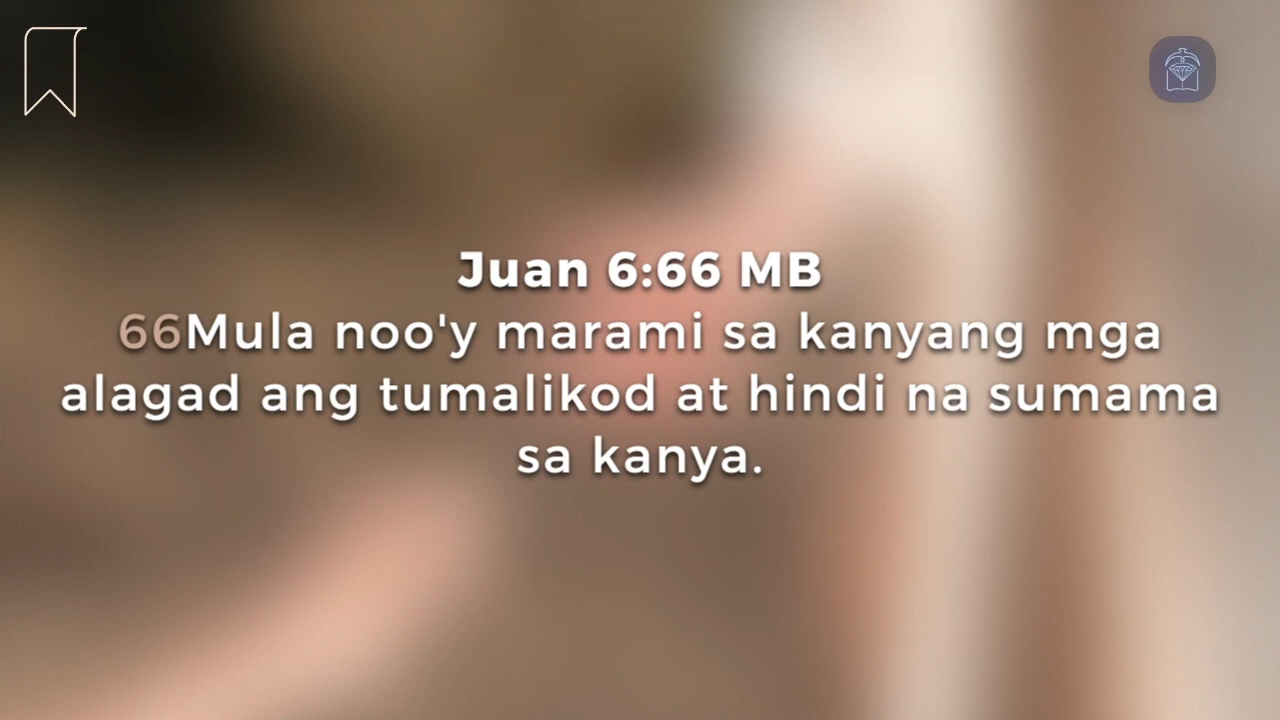 Juan 6:66 MB
66Mula noo'y marami sa kanyang mga
alagad ang tumalikod at hindi na sumama
sa kanya.